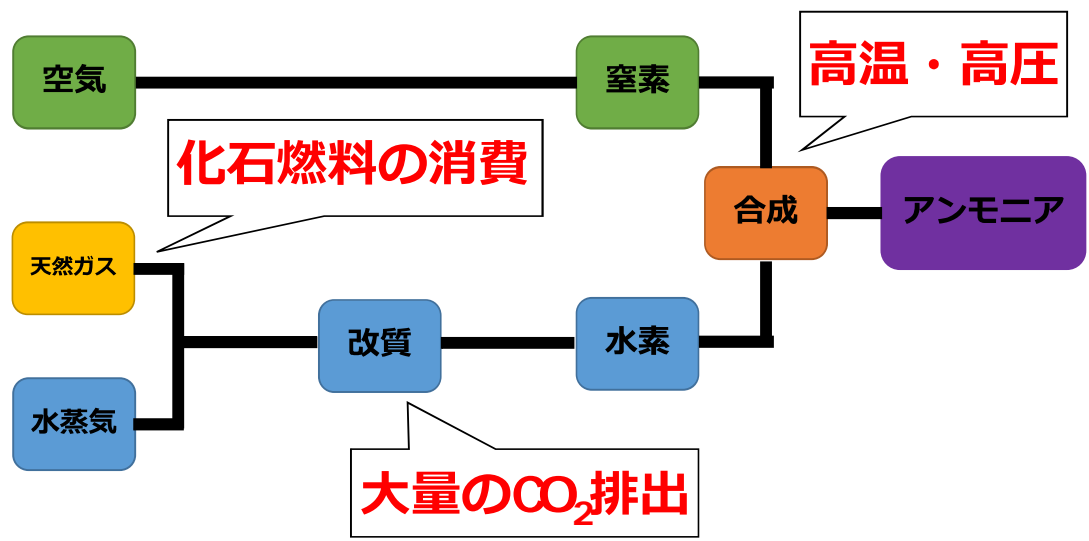 空気
窒素
高温・高圧
化石燃料の消費
合成
アンモニア
天然ガス
改質
水素
水蒸気
大量のCO₂排出